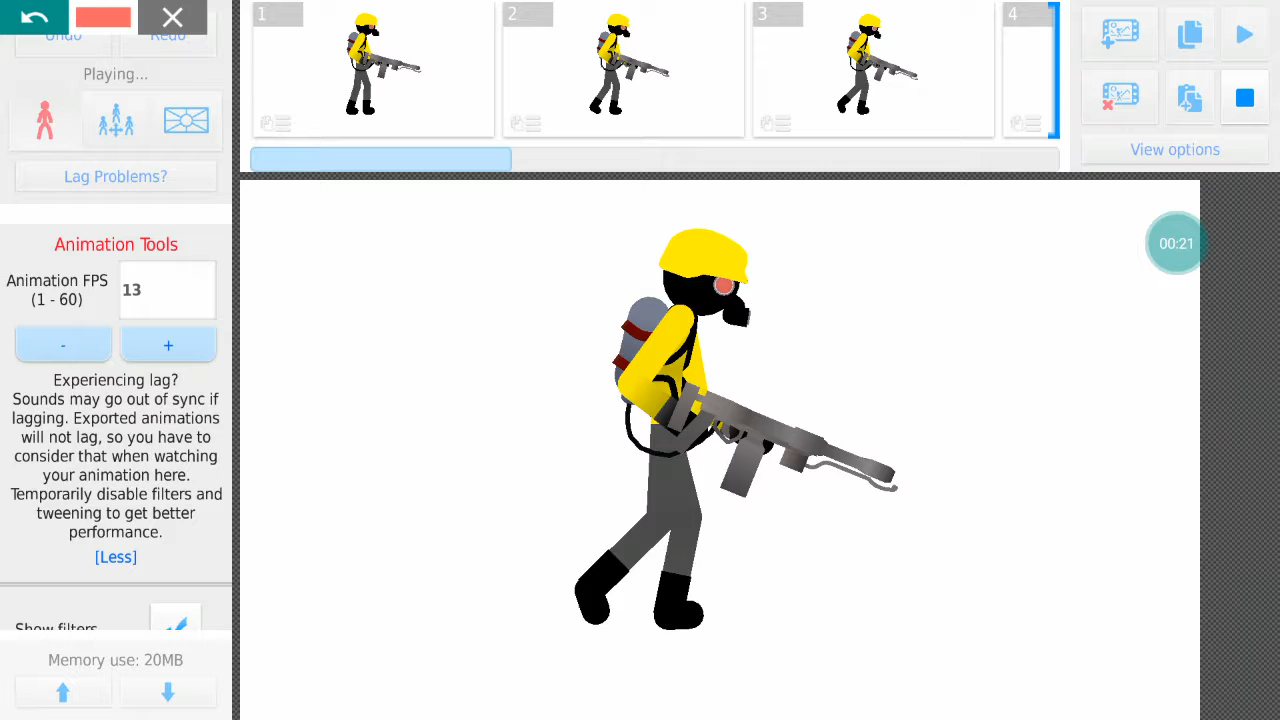 Undo Redo
Playing...
Lag Problems?
Animation Tools
Animation FPS
(1 - 60)
13
- +
Experiencing lag?
Sounds may go out of sync if
lagging. Exported animations
will not lag, so you have to
consider that when watching
your animation here.
Temporarily disable filters and
tweening to get better
performance.
[Less]
Show filters
Memory use: 20MB
1 2 3 4
View options
00:21